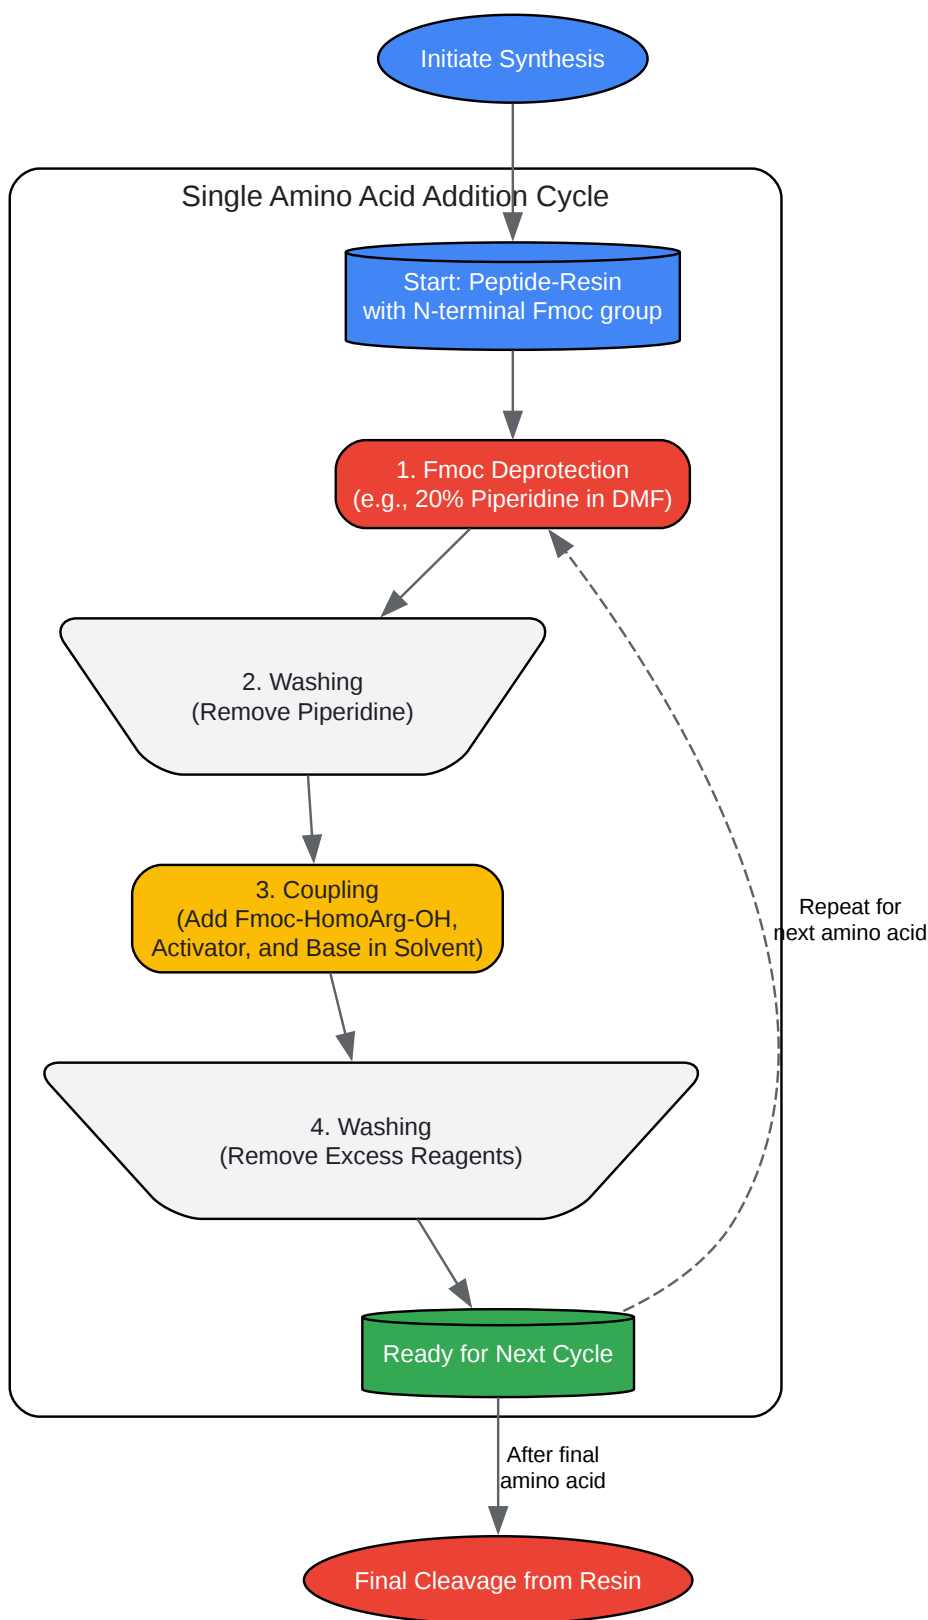 Initiate Synthesis
Single Amino Acid Addition Cycle
Start: Peptide-Resin
with N-terminal Fmoc group
1. Fmoc Deprotection
(e.g., 20% Piperidine in DMF)
2. Washing
(Remove Piperidine)
3. Coupling
(Add Fmoc-HomoArg-OH,
Activator, and Base in Solvent)
Repeat for
next amino acid
4. Washing
(Remove Excess Reagents)
Ready for Next Cycle
After final
amino acid
Final Cleavage from Resin